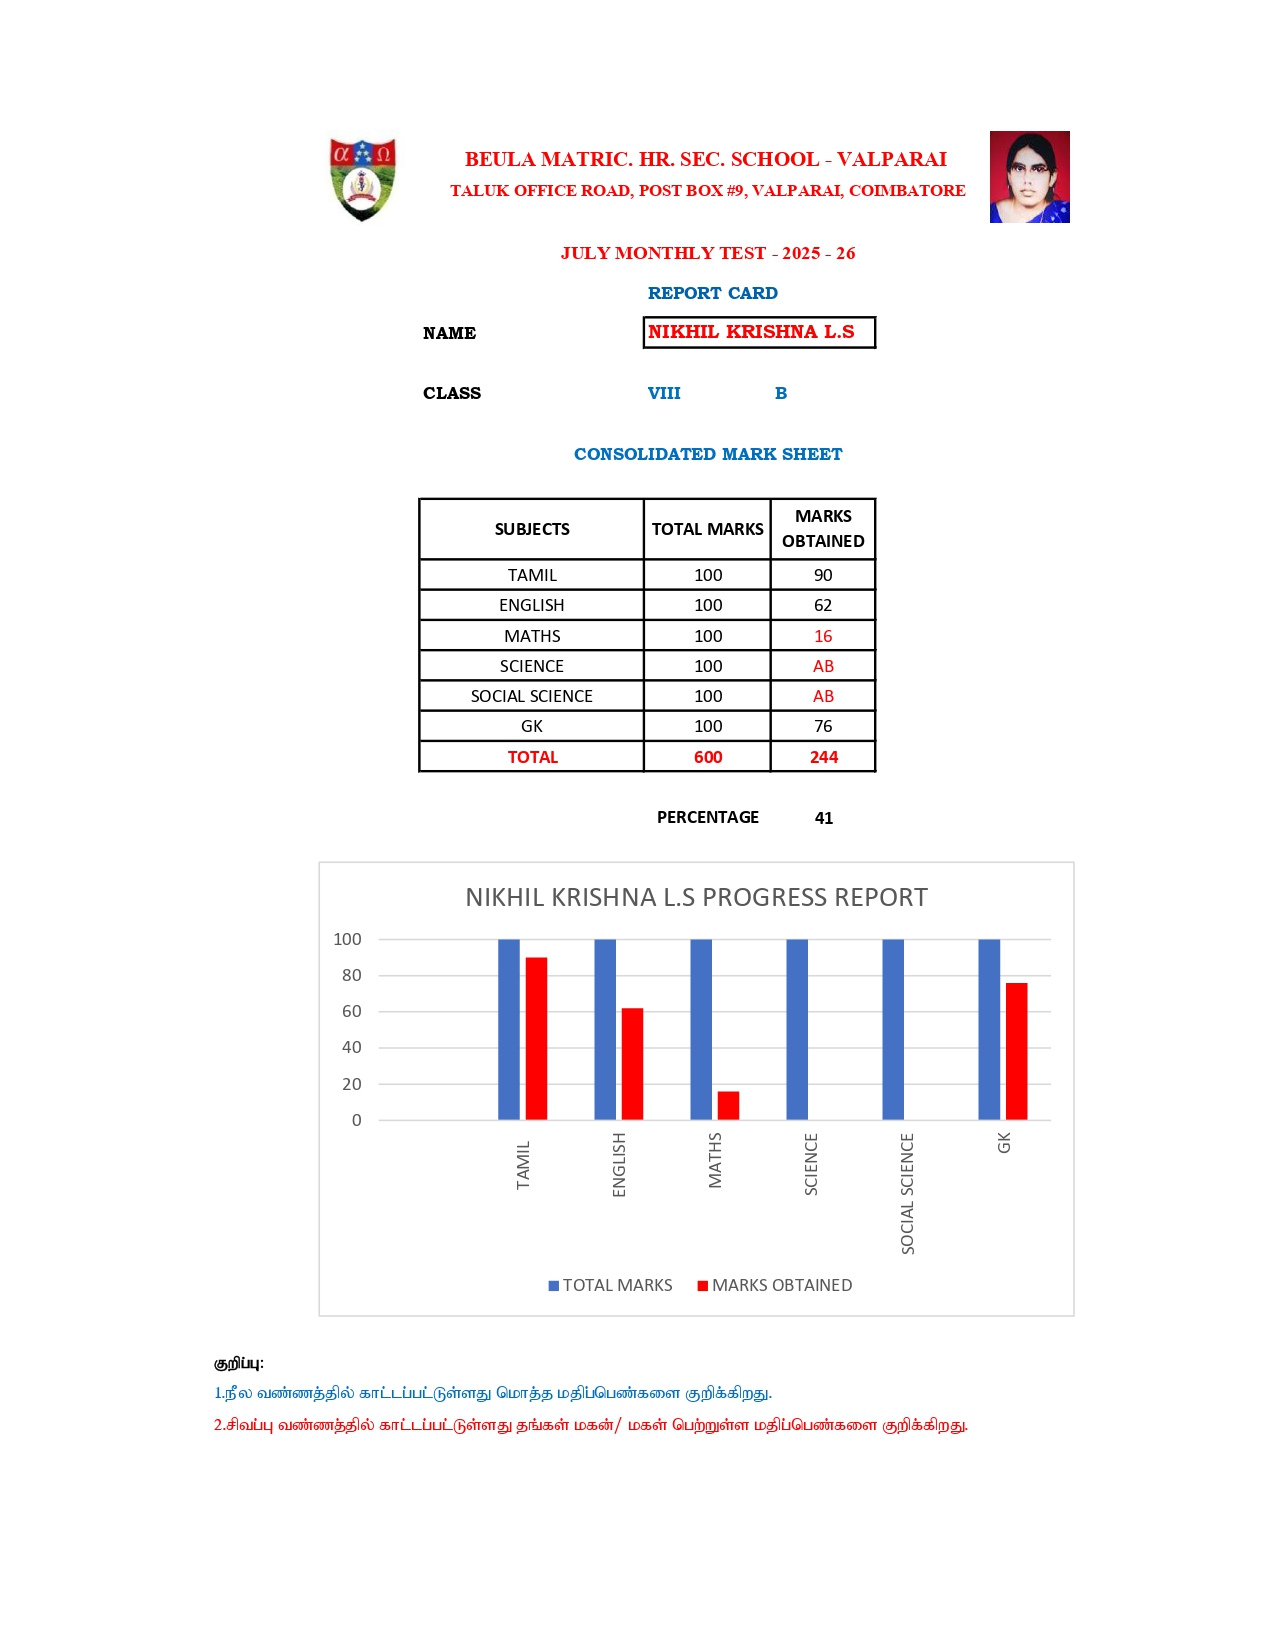 α Ω
BEULA MATRIC. HR. SEC. SCHOOL - VALPARAI
TALUK OFFICE ROAD, POST BOX #9, VALPARAI, COIMBATORE
JULY MONTHLY TEST - 2025 - 26
REPORT CARD
NAME NIKHIL KRISHNA L.S
CLASS VIII B
CONSOLIDATED MARK SHEET
SUBJECTS TOTAL MARKS MARKS OBTAINED
TAMIL 100 90
ENGLISH 100 62
MATHS 100 16
SCIENCE 100 AB
SOCIAL SCIENCE 100 AB
GK 100 76
TOTAL 600 244
PERCENTAGE 41
NIKHIL KRISHNA L.S PROGRESS REPORT
100
80
60
40
20
0
TAMIL ENGLISH MATHS SCIENCE SOCIAL SCIENCE GK
TOTAL MARKS MARKS OBTAINED
குறிப்பு:
1.நீல வண்ணத்தில் காட்டப்பட்டுள்ளது மொத்த மதிப்பெண்களை குறிக்கிறது.
2.சிவப்பு வண்ணத்தில் காட்டப்பட்டுள்ளது தங்கள் மகன்/ மகள் பெற்றுள்ள மதிப்பெண்களை குறிக்கிறது.